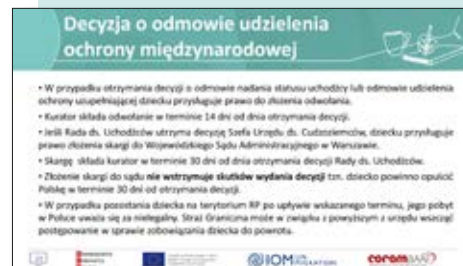 Decyzja o odmowie udzielenia
ochrony międzynarodowej
• W przypadku otrzymania decyzji o odmowie nadania statusu uchodźcy lub odmowie udzielenia
ochrony uzupełniającej dziecku przysługuje prawo do złożenia odwołania.
• Kurator składa odwołanie w terminie 14 dni od dnia otrzymania decyzji.
• Jeśli Rada ds. Uchodźców utrzyma decyzję Szefa Urzędu ds. Cudzoziemców, dziecku przysługuje
prawo złożenia skargi do Wojewódzkiego Sądu Administracyjnego w Warszawie.
• Skargę składa kurator w terminie 30 dni od dnia otrzymania decyzji Rady ds. Uchodźców.
• Złożenie skargi do sądu nie wstrzymuje skutków wydania decyzji tzn. dziecko powinno opuścić
Polskę w terminie 30 dni od otrzymania decyzji.
• W przypadku pozostania dziecka na terytorium RP po upływie wskazanego terminu, jego pobyt
w Polsce uważa się za nielegalny. Straż Graniczna może w związku z powyższym z urzędu wszcząć
postępowanie w sprawie zobowiązania dziecka do powrotu.
IOM UN MIGRATION
coram